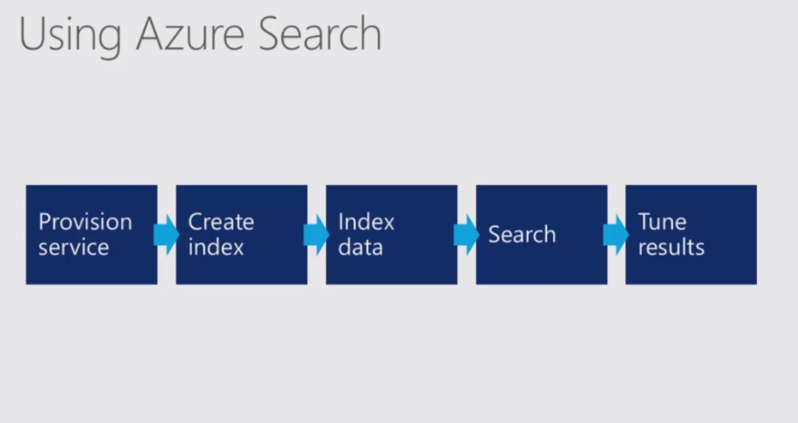 Using Azure Search
Provision
service
Create
index
Index
data
Search
Tune
results